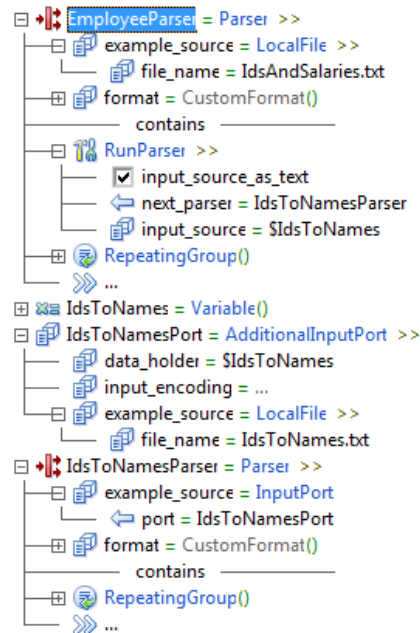 EmployeeParser = Parser >>
example_source = LocalFile >>
file_name = IdsAndSalaries.txt
format = CustomFormat()
contains
RunParser >>
input_source_as_text
next_parser = IdsToNamesParser
input_source = $IdsToNames
RepeatingGroup()
...
IdsToNames = Variable()
IdsToNamesPort = AdditionalInputPort >>
data_holder = $IdsToNames
input_encoding = ...
example_source = LocalFile >>
file_name = IdsToNames.txt
IdsToNamesParser = Parser >>
example_source = InputPort
port = IdsToNamesPort
format = CustomFormat()
contains
RepeatingGroup()
...